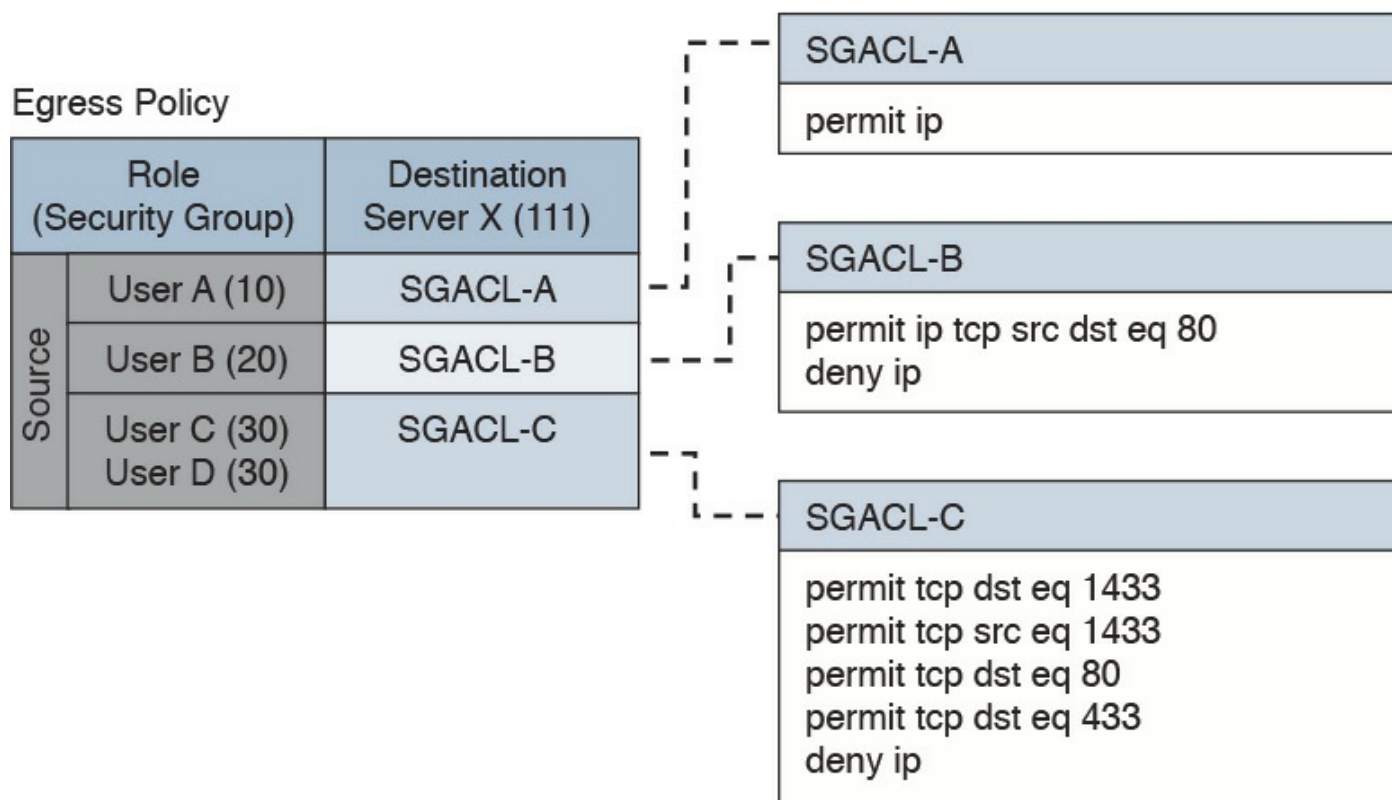 Egress Policy
Role
(Security Group)
Destination
Server X (111)
Source
User A (10)
SGACL-A
User B (20)
SGACL-B
User C (30)
User D (30)
SGACL-C
SGACL-A
permit ip
SGACL-B
permit ip tcp src dst eq 80
deny ip
SGACL-C
permit tcp dst eq 1433
permit tcp src eq 1433
permit tcp dst eq 80
permit tcp dst eq 433
deny ip